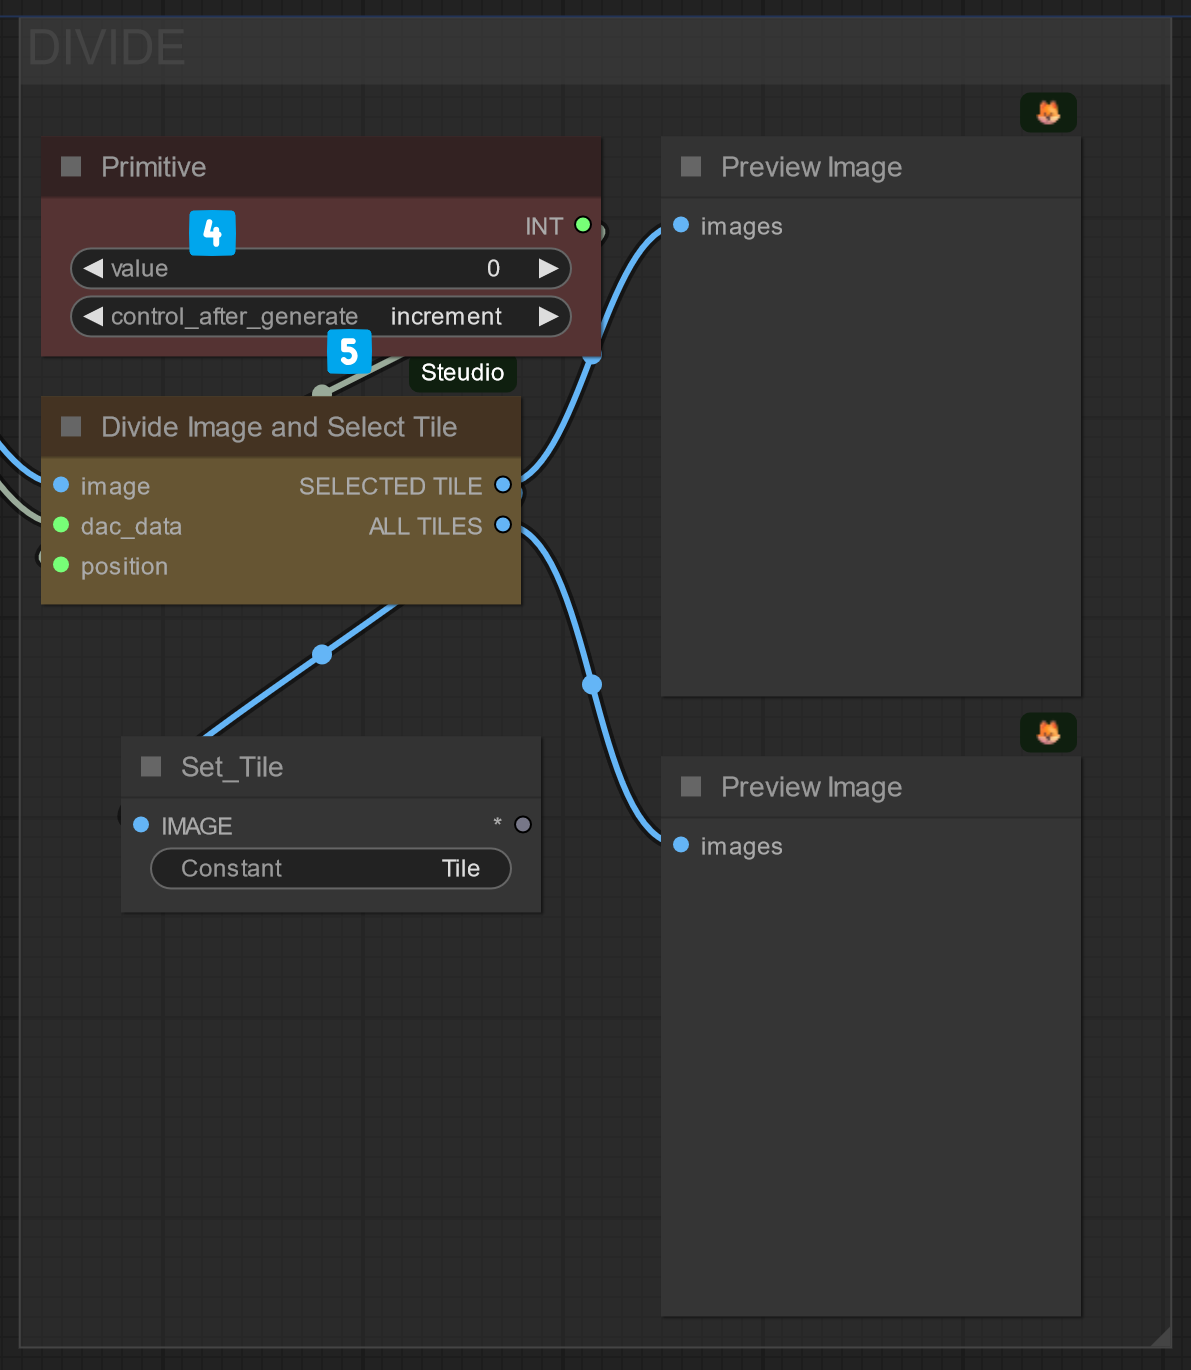 DIVIDE
Primitive
4
INT
value 0
control_after_generate increment
5
Steudio
Divide Image and Select Tile
image SELECTED TILE
dac_data ALL TILES
position
Set_Tile
IMAGE *
Constant Tile
Preview Image
images
Preview Image
images